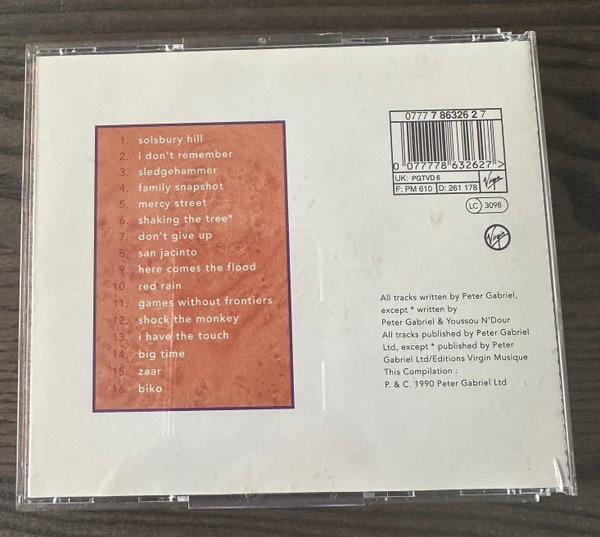 1. solsbury hill
2. i don't remember
3. sledgehammer
4. family snapshot
5. mercy street
6. shaking the tree*
7. don't give up
8. san jacinto
9. here comes the flood
10. red rain
11. games without frontiers
12. shock the monkey
13. i have the touch
14. big time
15. zaar
16. biko
0777 7 86326 2 7
0 077778 632627 >
UK: PGTVD 6
F: PM 610 D: 261 178 Virgin
LC 3098
Virgin
All tracks written by Peter Gabriel,
except * written by
Peter Gabriel & Youssou N'Dour
All tracks published by Peter Gabriel
Ltd, except * published by Peter
Gabriel Ltd/Editions Virgin Musique
This Compilation :
P. & C. 1990 Peter Gabriel Ltd